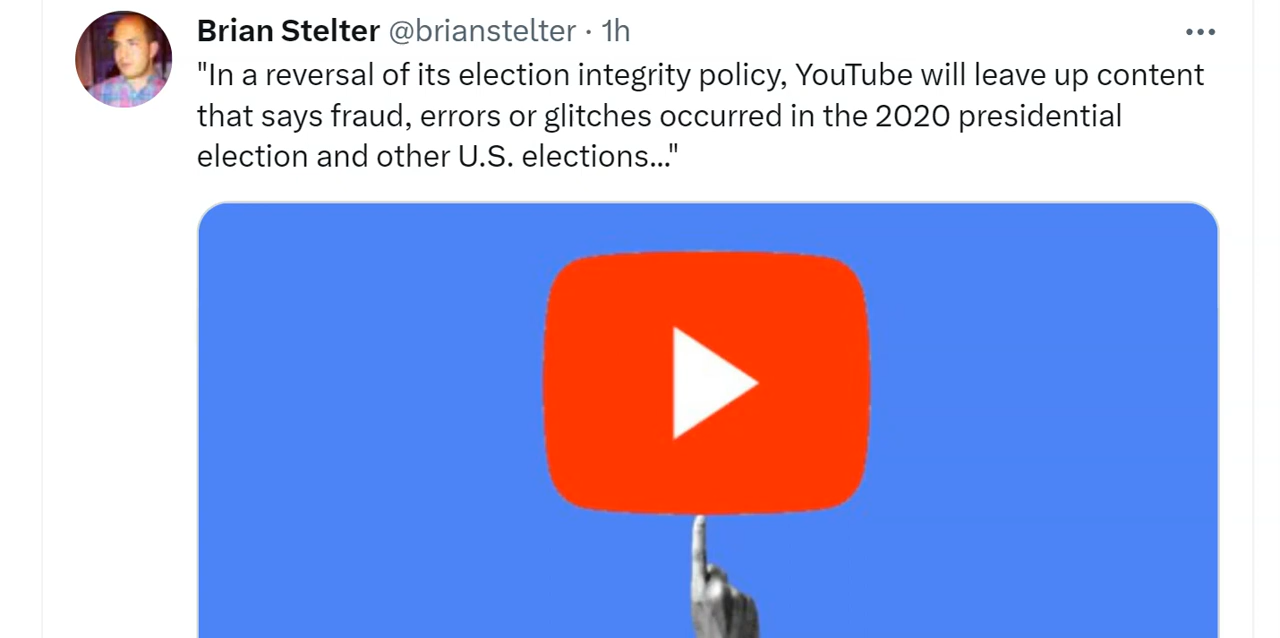 Brian Stelter @brianstelter · 1h
"In a reversal of its election integrity policy, YouTube will leave up content
that says fraud, errors or glitches occurred in the 2020 presidential
election and other U.S. elections..."